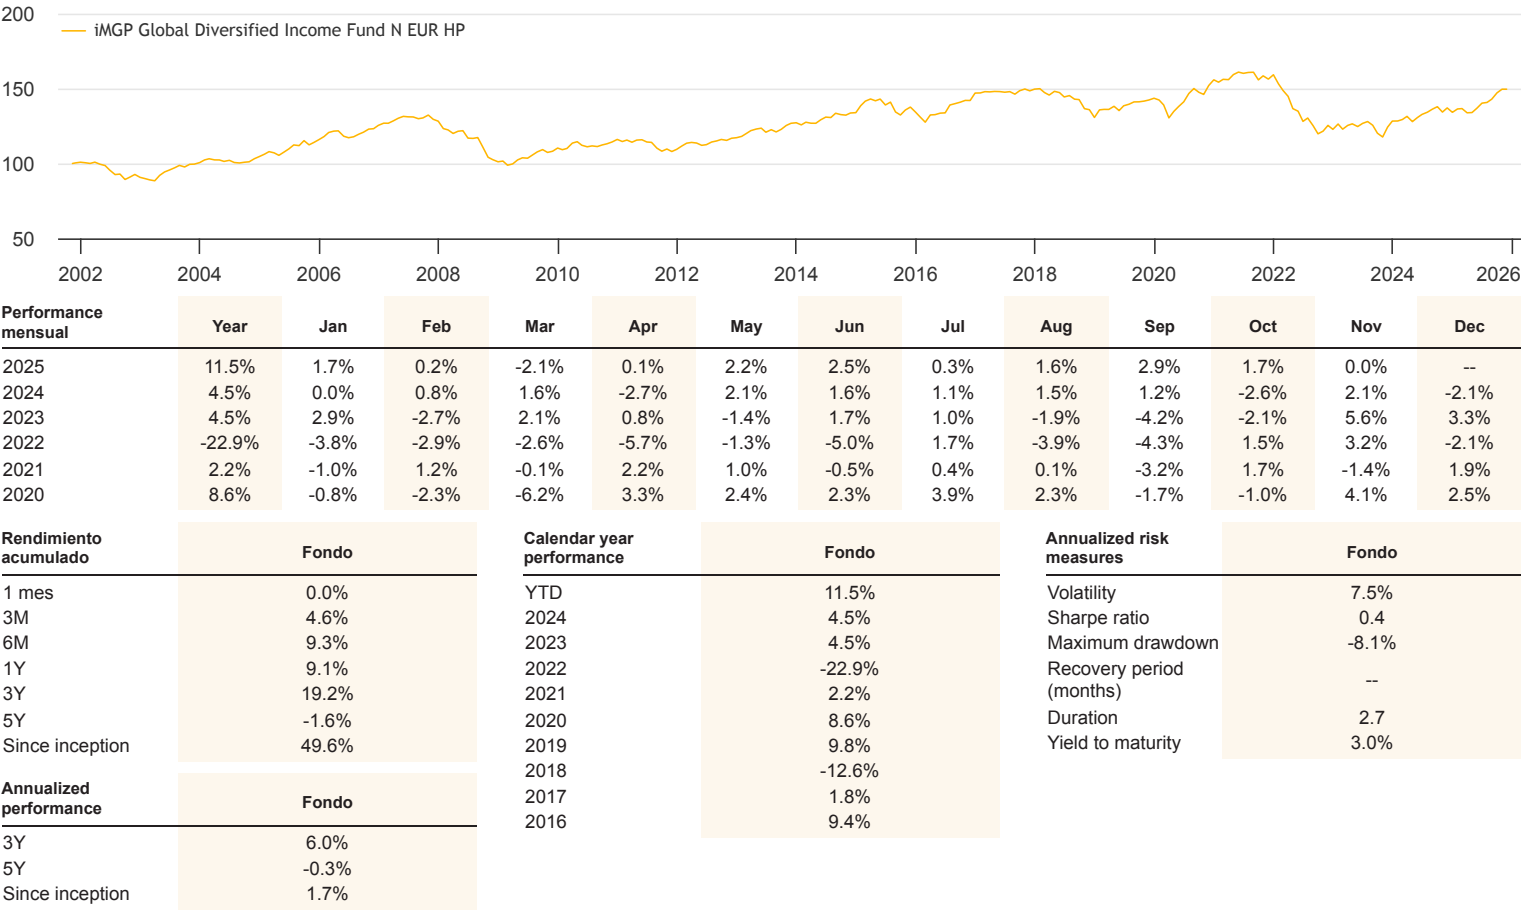 200
iMGP Global Diversified Income Fund N EUR HP
150
100
50
2002 2004 2006 2008 2010 2012 2014 2016 2018 2020 2022 2024 2026
Performance
mensual Year Jan Feb Mar Apr May Jun Jul Aug Sep Oct Nov Dec
2025 11.5% 1.7% 0.2% -2.1% 0.1% 2.2% 2.5% 0.3% 1.6% 2.9% 1.7% 0.0% --
2024 4.5% 0.0% 0.8% 1.6% -2.7% 2.1% 1.6% 1.1% 1.5% 1.2% -2.6% 2.1% -2.1%
2023 4.5% 2.9% -2.7% 2.1% 0.8% -1.4% 1.7% 1.0% -1.9% -4.2% -2.1% 5.6% 3.3%
2022 -22.9% -3.8% -2.9% -2.6% -5.7% -1.3% -5.0% 1.7% -3.9% -4.3% 1.5% 3.2% -2.1%
2021 2.2% -1.0% 1.2% -0.1% 2.2% 1.0% -0.5% 0.4% 0.1% -3.2% 1.7% -1.4% 1.9%
2020 8.6% -0.8% -2.3% -6.2% 3.3% 2.4% 2.3% 3.9% 2.3% -1.7% -1.0% 4.1% 2.5%
Rendimiento
acumulado Fondo
1 mes 0.0%
3M 4.6%
6M 9.3%
1Y 9.1%
3Y 19.2%
5Y -1.6%
Since inception 49.6%
Annualized
performance Fondo
3Y 6.0%
5Y -0.3%
Since inception 1.7%
Calendar year
performance Fondo
YTD 11.5%
2024 4.5%
2023 4.5%
2022 -22.9%
2021 2.2%
2020 8.6%
2019 9.8%
2018 -12.6%
2017 1.8%
2016 9.4%
Annualized risk
measures Fondo
Volatility 7.5%
Sharpe ratio 0.4
Maximum drawdown -8.1%
Recovery period
(months) --
Duration 2.7
Yield to maturity 3.0%